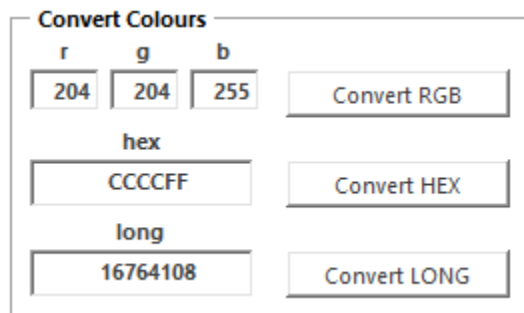 Convert Colours
r g b
204 204 255 Convert RGB
hex
CCCCFF Convert HEX
long
16764108 Convert LONG